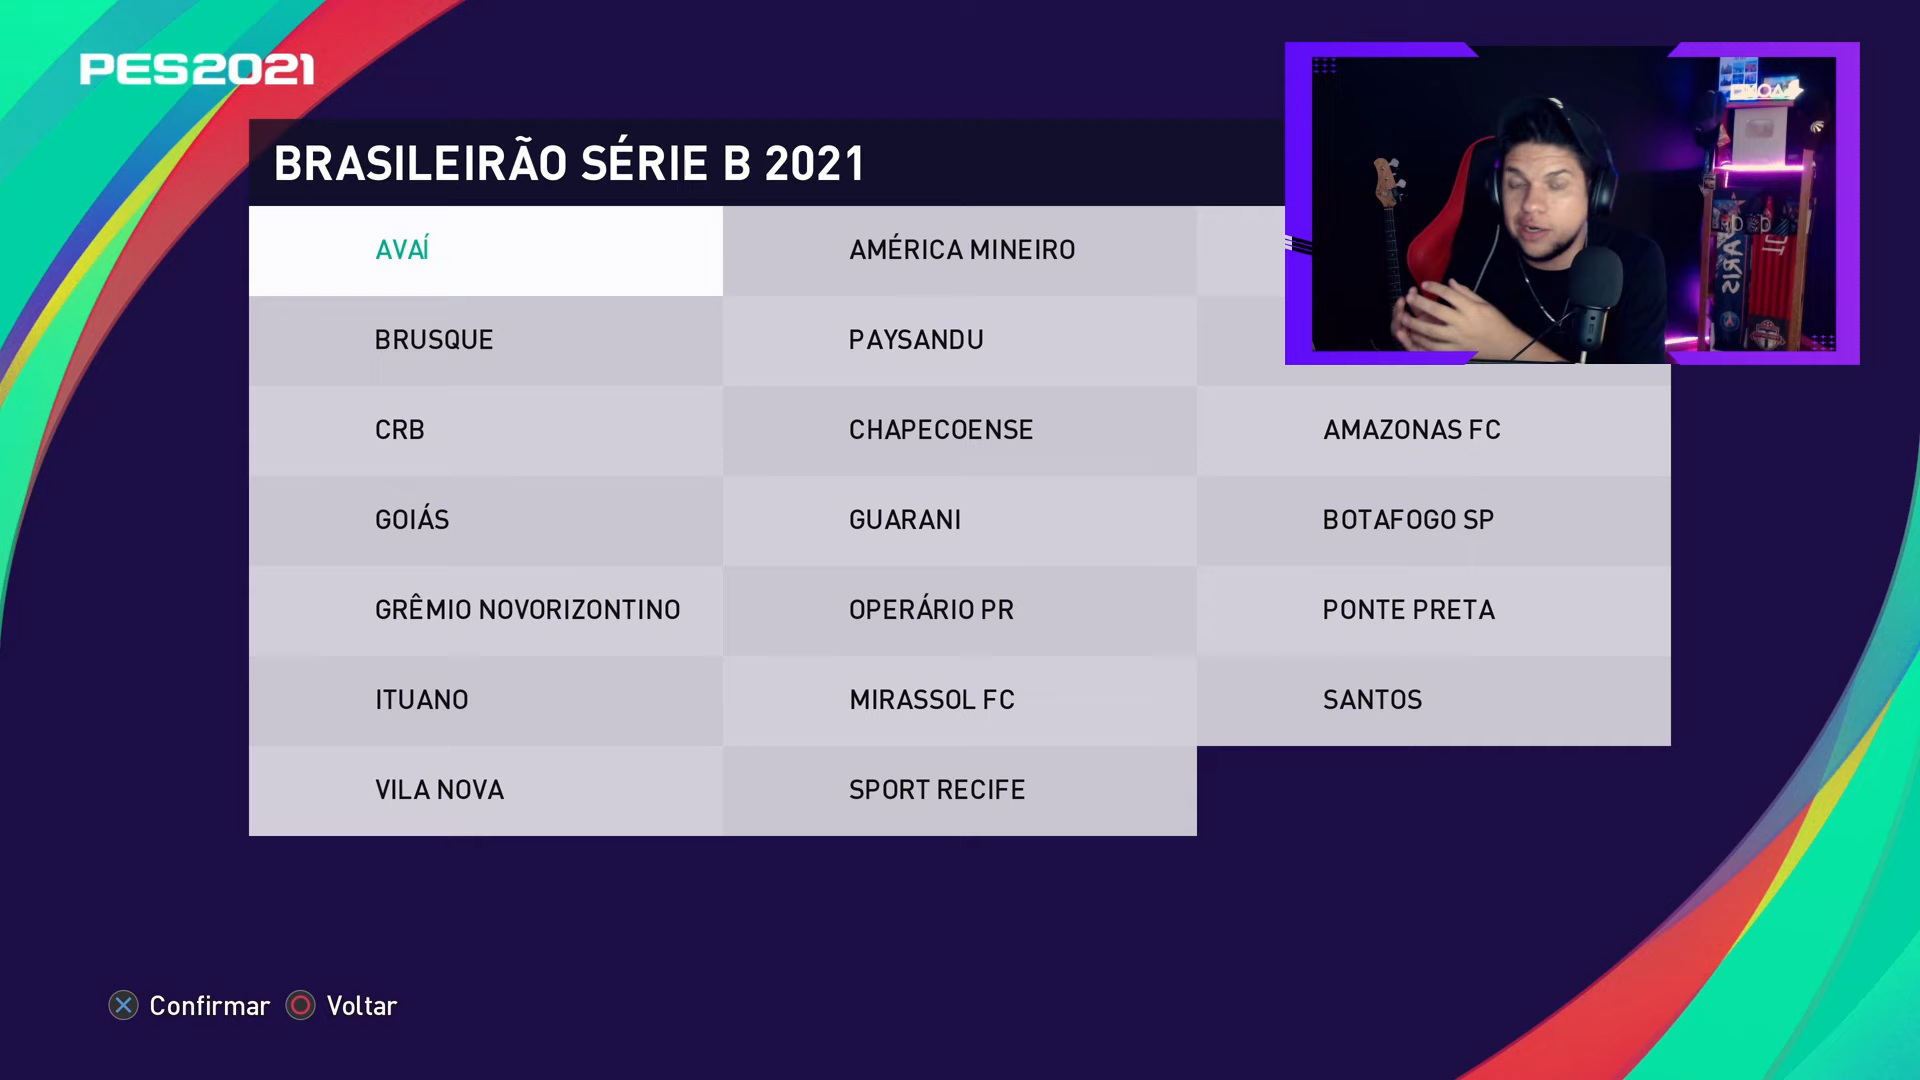 PES2021
BRASILEIRÃO SÉRIE B 2021
AVAÍ
AMÉRICA MINEIRO
BRUSQUE
PAYSANDU
CRB
CHAPECOENSE
AMAZONAS FC
GOIÁS
GUARANI
BOTAFOGO SP
GRÊMIO NOVORIZONTINO
OPERÁRIO PR
PONTE PRETA
ITUANO
MIRASSOL FC
SANTOS
VILA NOVA
SPORT RECIFE
Confirmar
Voltar